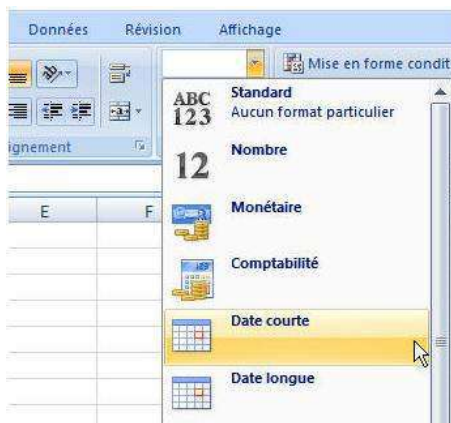 Données Révision Affichage
Mise en forme condit
ignement
E F
ABC
123
Standard
Aucun format particulier
12
Nombre
Monétaire
Comptabilité
Date courte
Date longue